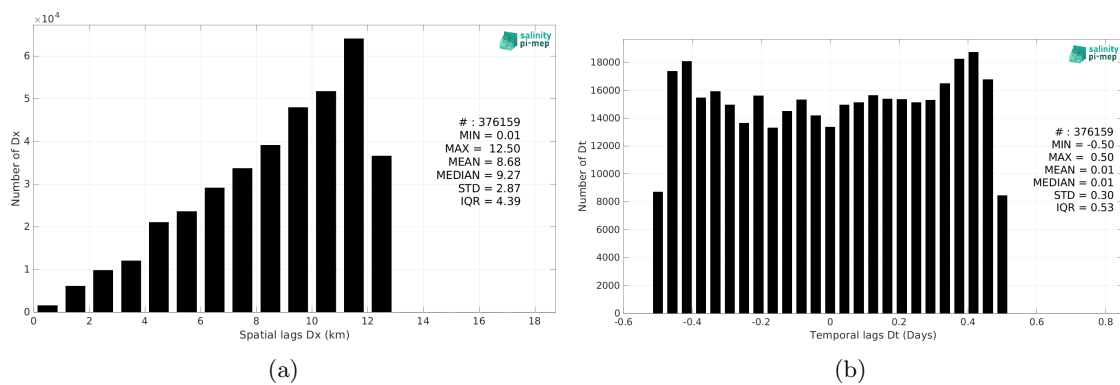 ×10⁴
6
5
4
3
2
1
0
Number of Dx
0 2 4 6 8 10 12 14 16 18
Spatial lags Dx (km)
salinity
pi-mep
# : 376159
MIN = 0.01
MAX = 12.50
MEAN = 8.68
MEDIAN = 9.27
STD = 2.87
IQR = 4.39
(a)
18000
16000
14000
12000
10000
8000
6000
4000
2000
0
Number of Dt
-0.6 -0.4 -0.2 0 0.2 0.4 0.6 0.8
Temporal lags Dt (Days)
salinity
pi-mep
# : 376159
MIN = -0.50
MAX = 0.50
MEAN = 0.01
MEDIAN = 0.01
STD = 0.30
IQR = 0.53
(b)